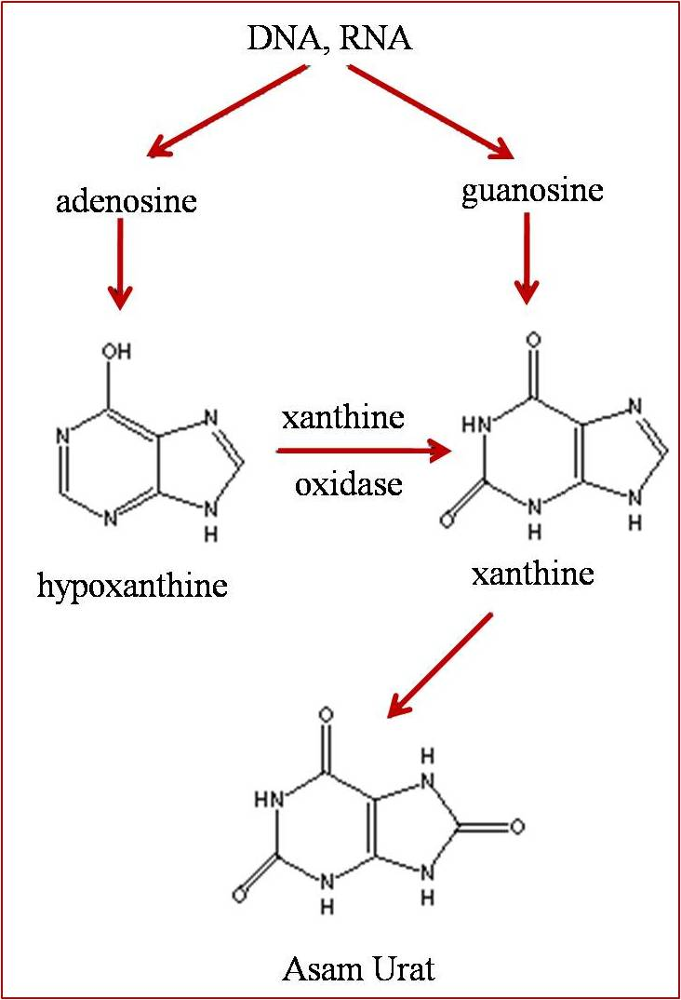 DNA, RNA
adenosine
guanosine
OH
N
N
N
N
H
hypoxanthine
xanthine
oxidase
O
HN
O
N
H
N
N
H
xanthine
O
HN
O
N
H
H
N
O
N
H
Asam Urat